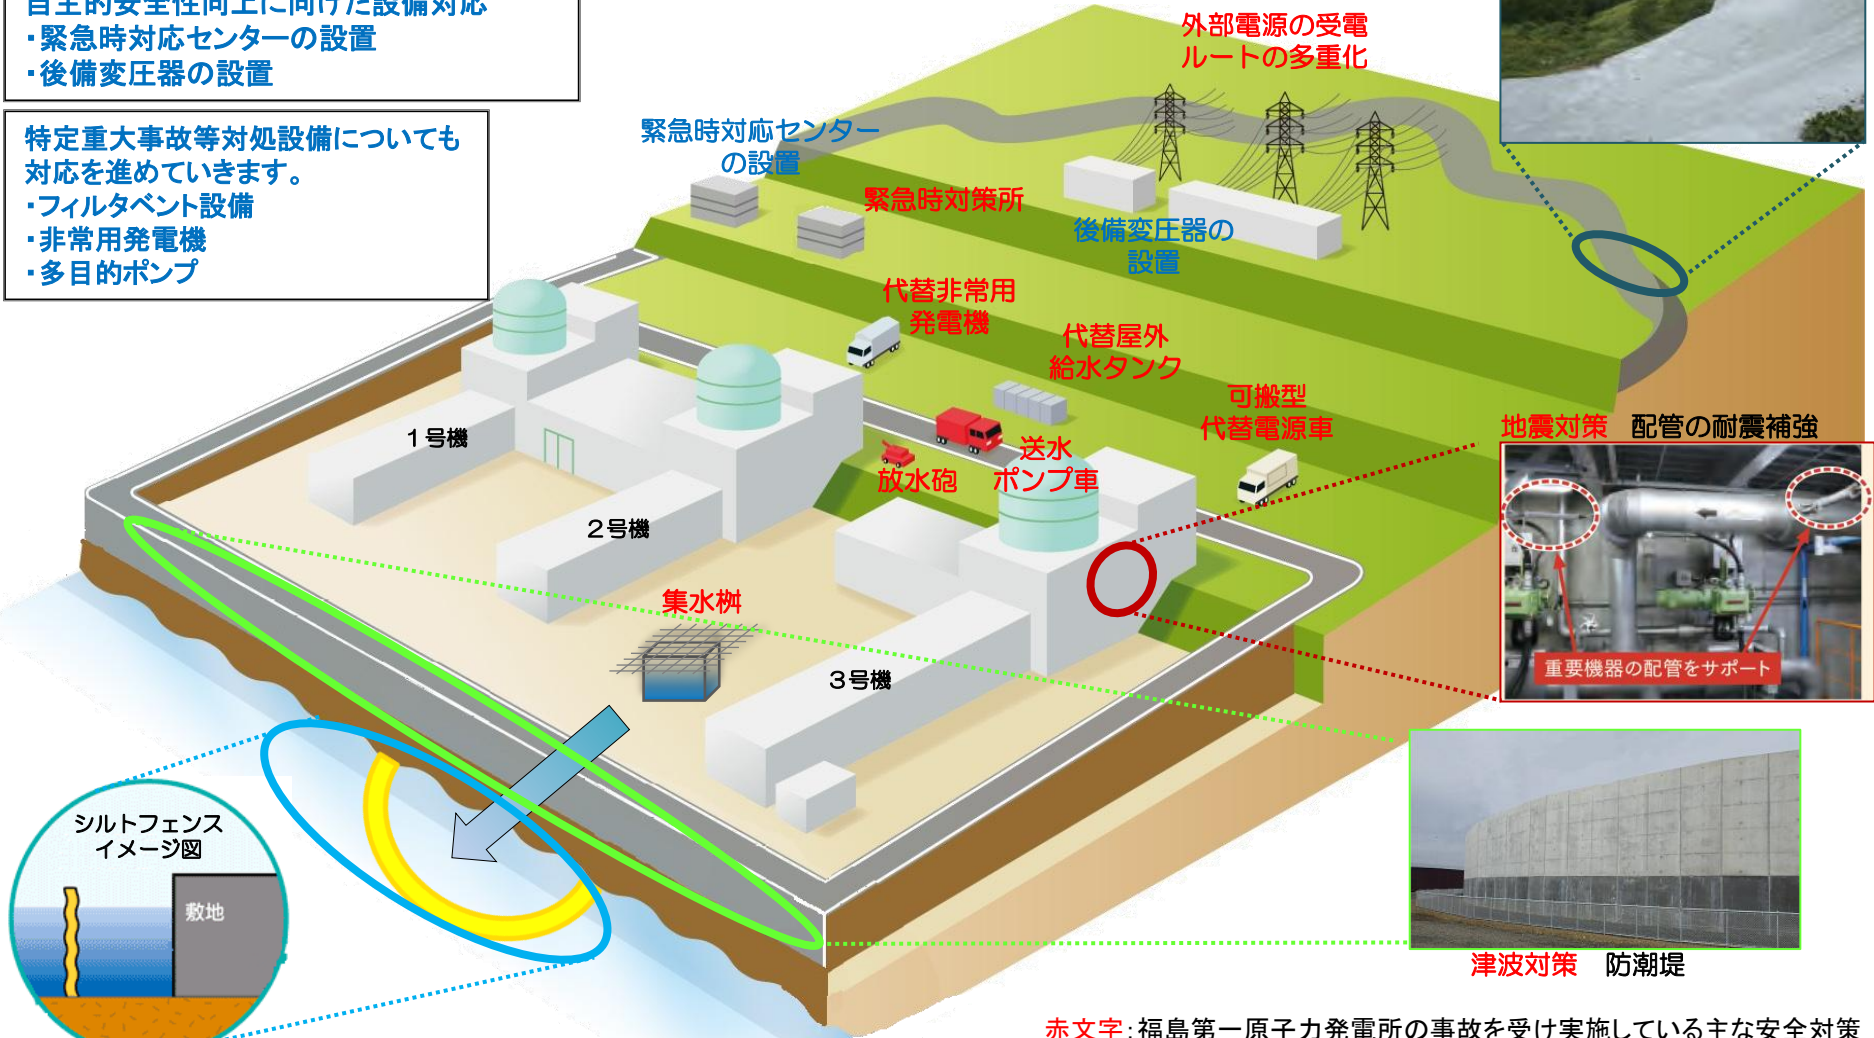 自主的安全性向上に向けた設備対応
・緊急時対応センターの設置
・後備変圧器の設置
特定重大事故等対処設備についても
対応を進めていきます。
・フィルタベント設備
・非常用発電機
・多目的ポンプ
外部電源の受電
ルートの多重化
緊急時対応センター
の設置
緊急時対策所
後備変圧器の
設置
代替非常用
発電機
代替屋外
給水タンク
可搬型
代替電源車
送水
ポンプ車
放水砲
1号機
2号機
3号機
集水桝
地震対策 配管の耐震補強
重要機器の配管をサポート
シルトフェンス
イメージ図
敷地
津波対策 防潮堤
赤文字:福島第一原子力発電所の事故を受け実施している主な安全対策